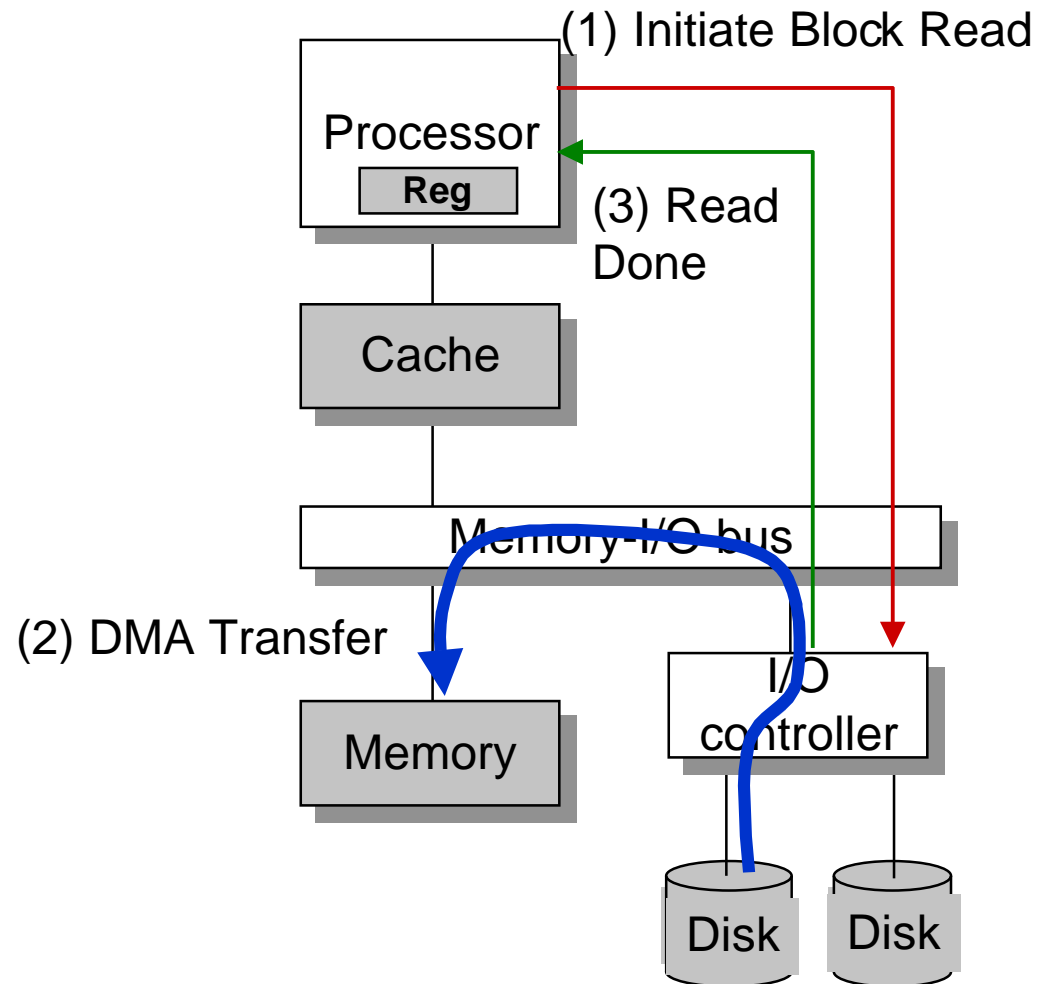 (1) Initiate Block Read
Processor
Reg
(3) Read
Done
Cache
Memory-I/O bus
(2) DMA Transfer
I/O
controller
Memory
Disk
Disk